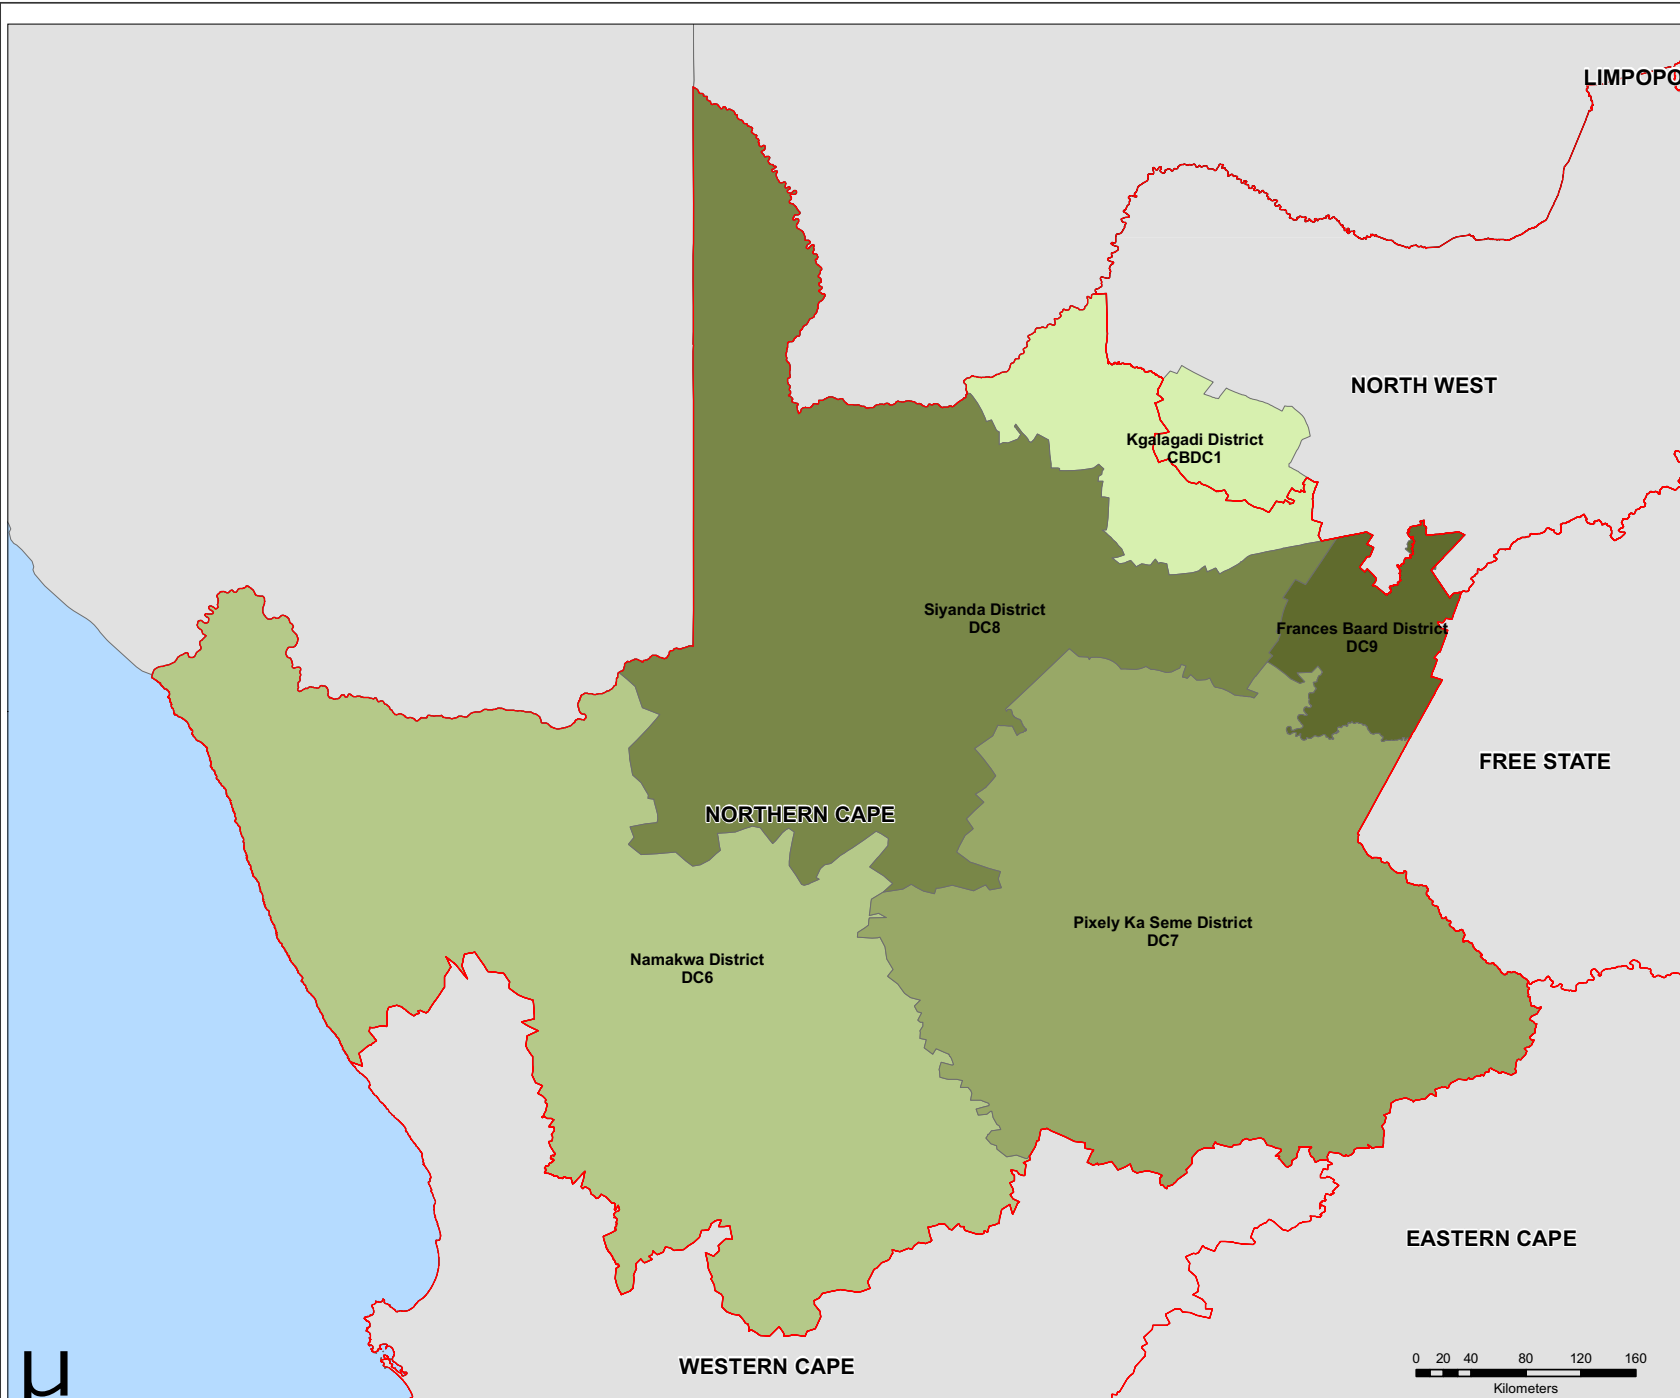 LIMPOPO
NORTH WEST
Kgalagadi District
CBDC1
Siyanda District
DC8
Frances Baard District
DC9
FREE STATE
NORTHERN CAPE
Pixely Ka Seme District
DC7
Namakwa District
DC6
EASTERN CAPE
WESTERN CAPE
µ
0 20 40 80 120 160
Kilometers